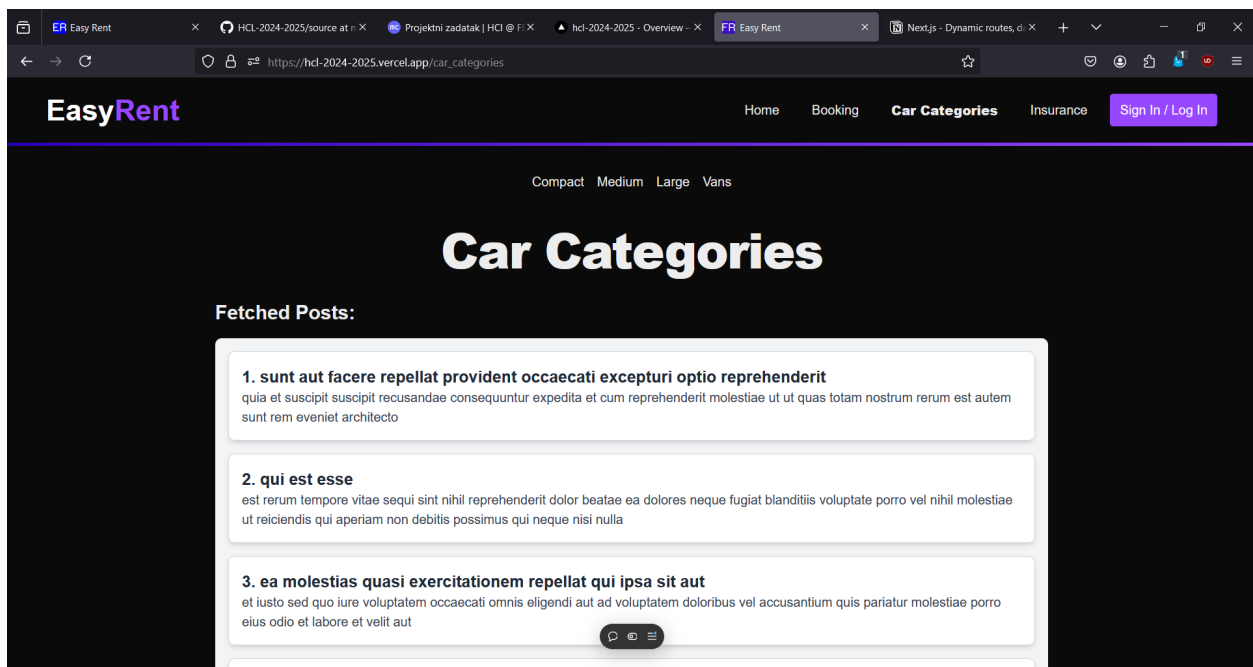 ER Easy Rent
HCL-2024-2025/source at
Projektni zadatak | HCI @ F
hcl-2024-2025 - Overview –
FR Easy Rent
Next.js - Dynamic routes, d
https://hcl-2024-2025.vercel.app/car_categories
1
EasyRent
Home
Booking
Car Categories
Insurance
Sign In / Log In
Compact Medium Large Vans
Car Categories
Fetched Posts:
1. sunt aut facere repellat provident occaecati excepturi optio reprehenderit
quia et suscipit suscipit recusandae consequuntur expedita et cum reprehenderit molestiae ut ut quas totam nostrum rerum est autem
sunt rem eveniet architecto
2. qui est esse
est rerum tempore vitae sequi sint nihil reprehenderit dolor beatae ea dolores neque fugiat blanditiis voluptate porro vel nihil molestiae
ut reiciendis qui aperiam non debitis possimus qui neque nisi nulla
3. ea molestias quasi exercitationem repellat qui ipsa sit aut
et iusto sed quo iure voluptatem occaecati omnis eligendi aut ad voluptatem doloribus vel accusantium quis pariatur molestiae porro
eius odio et labore et velit aut